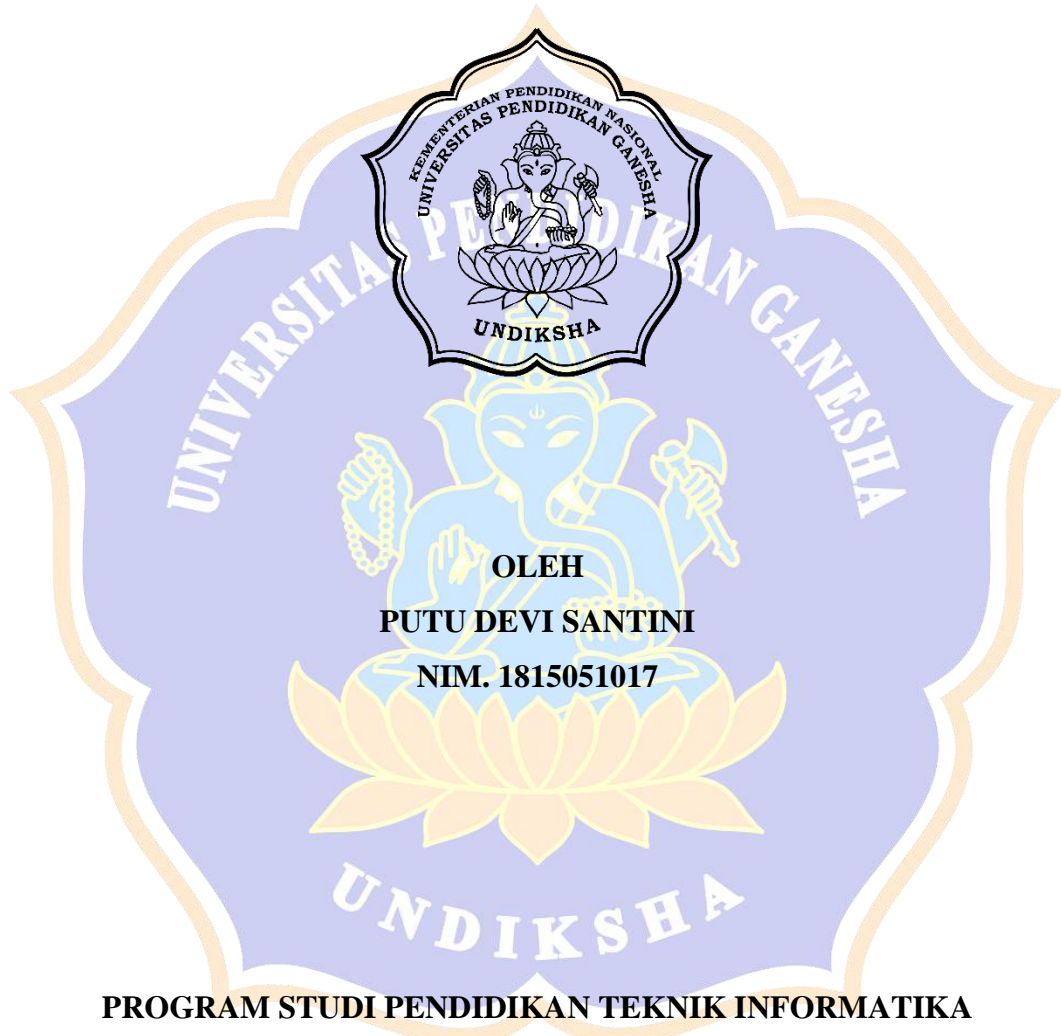 KEMENTERIAN PENDIDIKAN NASIONAL
UNIVERSITAS PENDIDIKAN GANESHA
UNDIKSHA
UNIVERSITAS PENDIDIKAN GANESHA
OLEH
PUTU DEVI SANTINI
NIM. 1815051017
UNDIKSHA
PROGRAM STUDI PENDIDIKAN TEKNIK INFORMATIKA